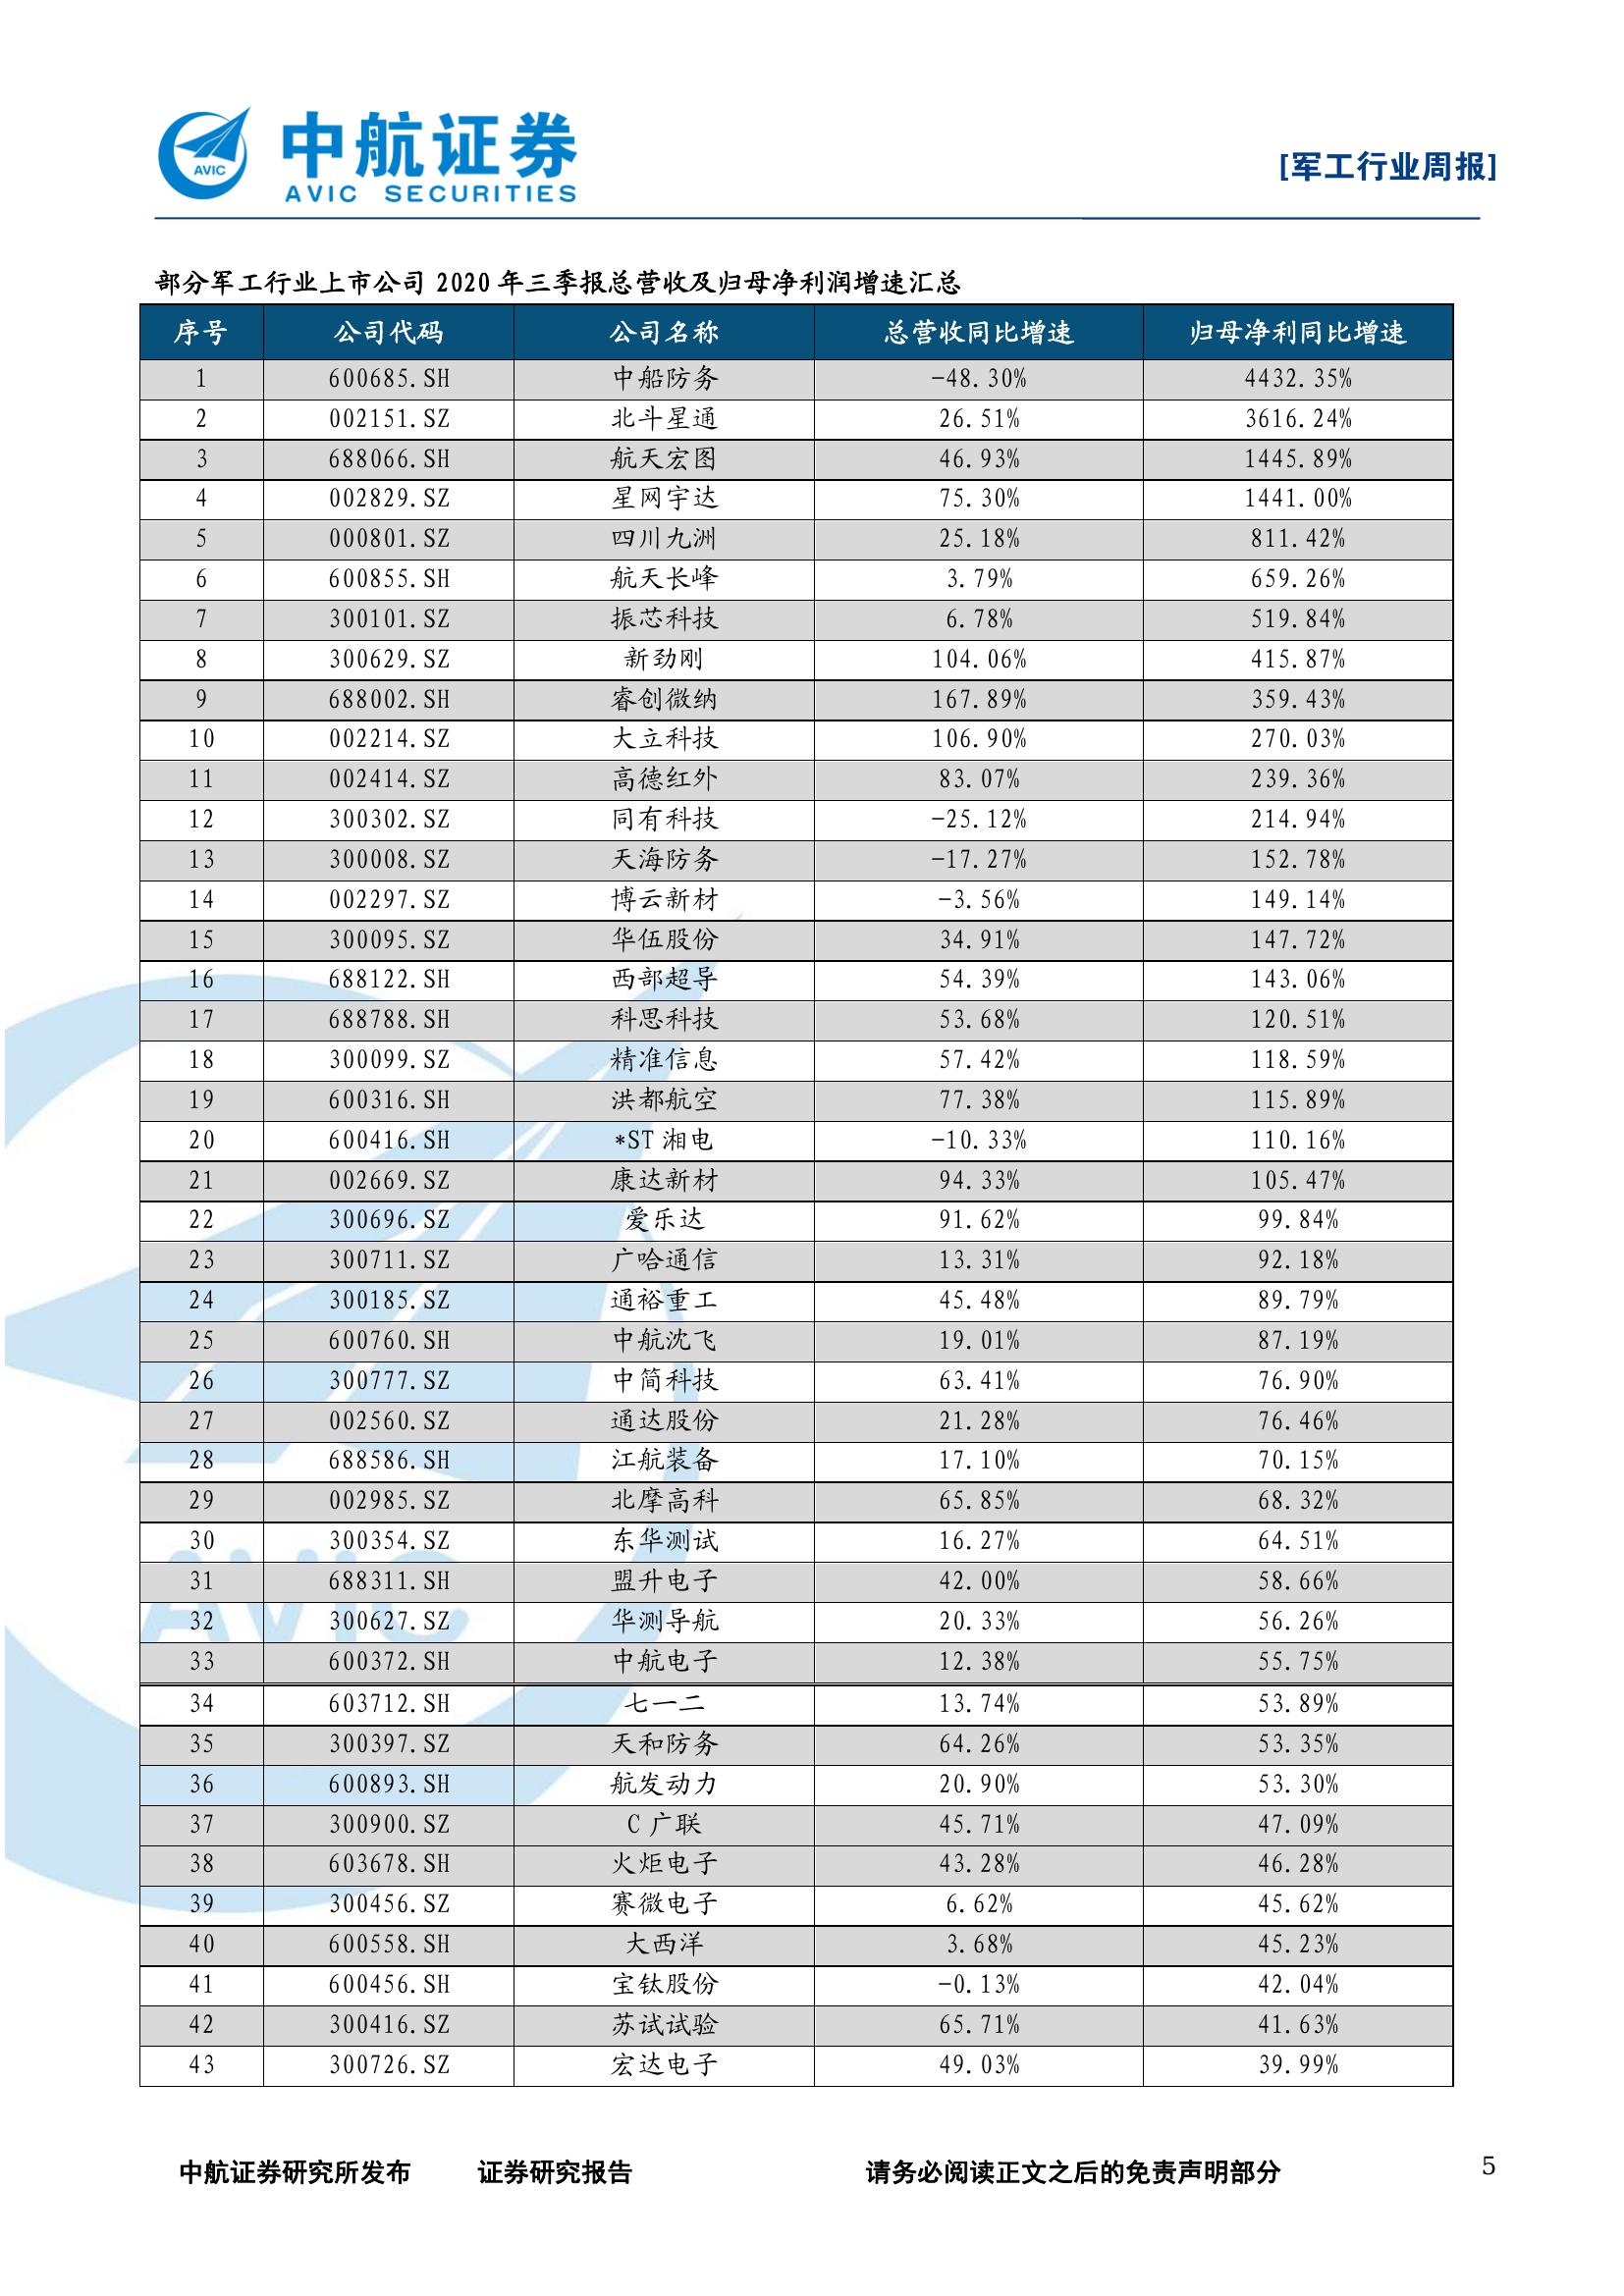 中航证券
AVIC SECURITIES
AVIC
[军工行业周报]
部分军工行业上市公司 2020 年三季报总营收及归母净利润增速汇总
序号 公司代码 公司名称 总营收同比增速 归母净利同比增速
1 600685.SH 中船防务 -48.30% 4432.35%
2 002151.SZ 北斗星通 26.51% 3616.24%
3 688066.SH 航天宏图 46.93% 1445.89%
4 002829.SZ 星网宇达 75.30% 1441.00%
5 000801.SZ 四川九洲 25.18% 811.42%
6 600855.SH 航天长峰 3.79% 659.26%
7 300101.SZ 振芯科技 6.78% 519.84%
8 300629.SZ 新劲刚 104.06% 415.87%
9 688002.SH 睿创微纳 167.89% 359.43%
10 002214.SZ 大立科技 106.90% 270.03%
11 002414.SZ 高德红外 83.07% 239.36%
12 300302.SZ 同有科技 -25.12% 214.94%
13 300008.SZ 天海防务 -17.27% 152.78%
14 002297.SZ 博云新材 -3.56% 149.14%
15 300095.SZ 华伍股份 34.91% 147.72%
16 688122.SH 西部超导 54.39% 143.06%
17 688788.SH 科思科技 53.68% 120.51%
18 300099.SZ 精准信息 57.42% 118.59%
19 600316.SH 洪都航空 77.38% 115.89%
20 600416.SH *ST 湘电 -10.33% 110.16%
21 002669.SZ 康达新材 94.33% 105.47%
22 300696.SZ 爱乐达 91.62% 99.84%
23 300711.SZ 广哈通信 13.31% 92.18%
24 300185.SZ 通裕重工 45.48% 89.79%
25 600760.SH 中航沈飞 19.01% 87.19%
26 300777.SZ 中简科技 63.41% 76.90%
27 002560.SZ 通达股份 21.28% 76.46%
28 688586.SH 江航装备 17.10% 70.15%
29 002985.SZ 北摩高科 65.85% 68.32%
30 300354.SZ 东华测试 16.27% 64.51%
31 688311.SH 盟升电子 42.00% 58.66%
32 300627.SZ 华测导航 20.33% 56.26%
33 600372.SH 中航电子 12.38% 55.75%
34 603712.SH 七一二 13.74% 53.89%
35 300397.SZ 天和防务 64.26% 53.35%
36 600893.SH 航发动力 20.90% 53.30%
37 300900.SZ C 广联 45.71% 47.09%
38 603678.SH 火炬电子 43.28% 46.28%
39 300456.SZ 赛微电子 6.62% 45.62%
40 600558.SH 大西洋 3.68% 45.23%
41 600456.SH 宝钛股份 -0.13% 42.04%
42 300416.SZ 苏试试验 65.71% 41.63%
43 300726.SZ 宏达电子 49.03% 39.99%
AVIC
中航证券研究所发布 证券研究报告 请务必阅读正文之后的免责声明部分 5